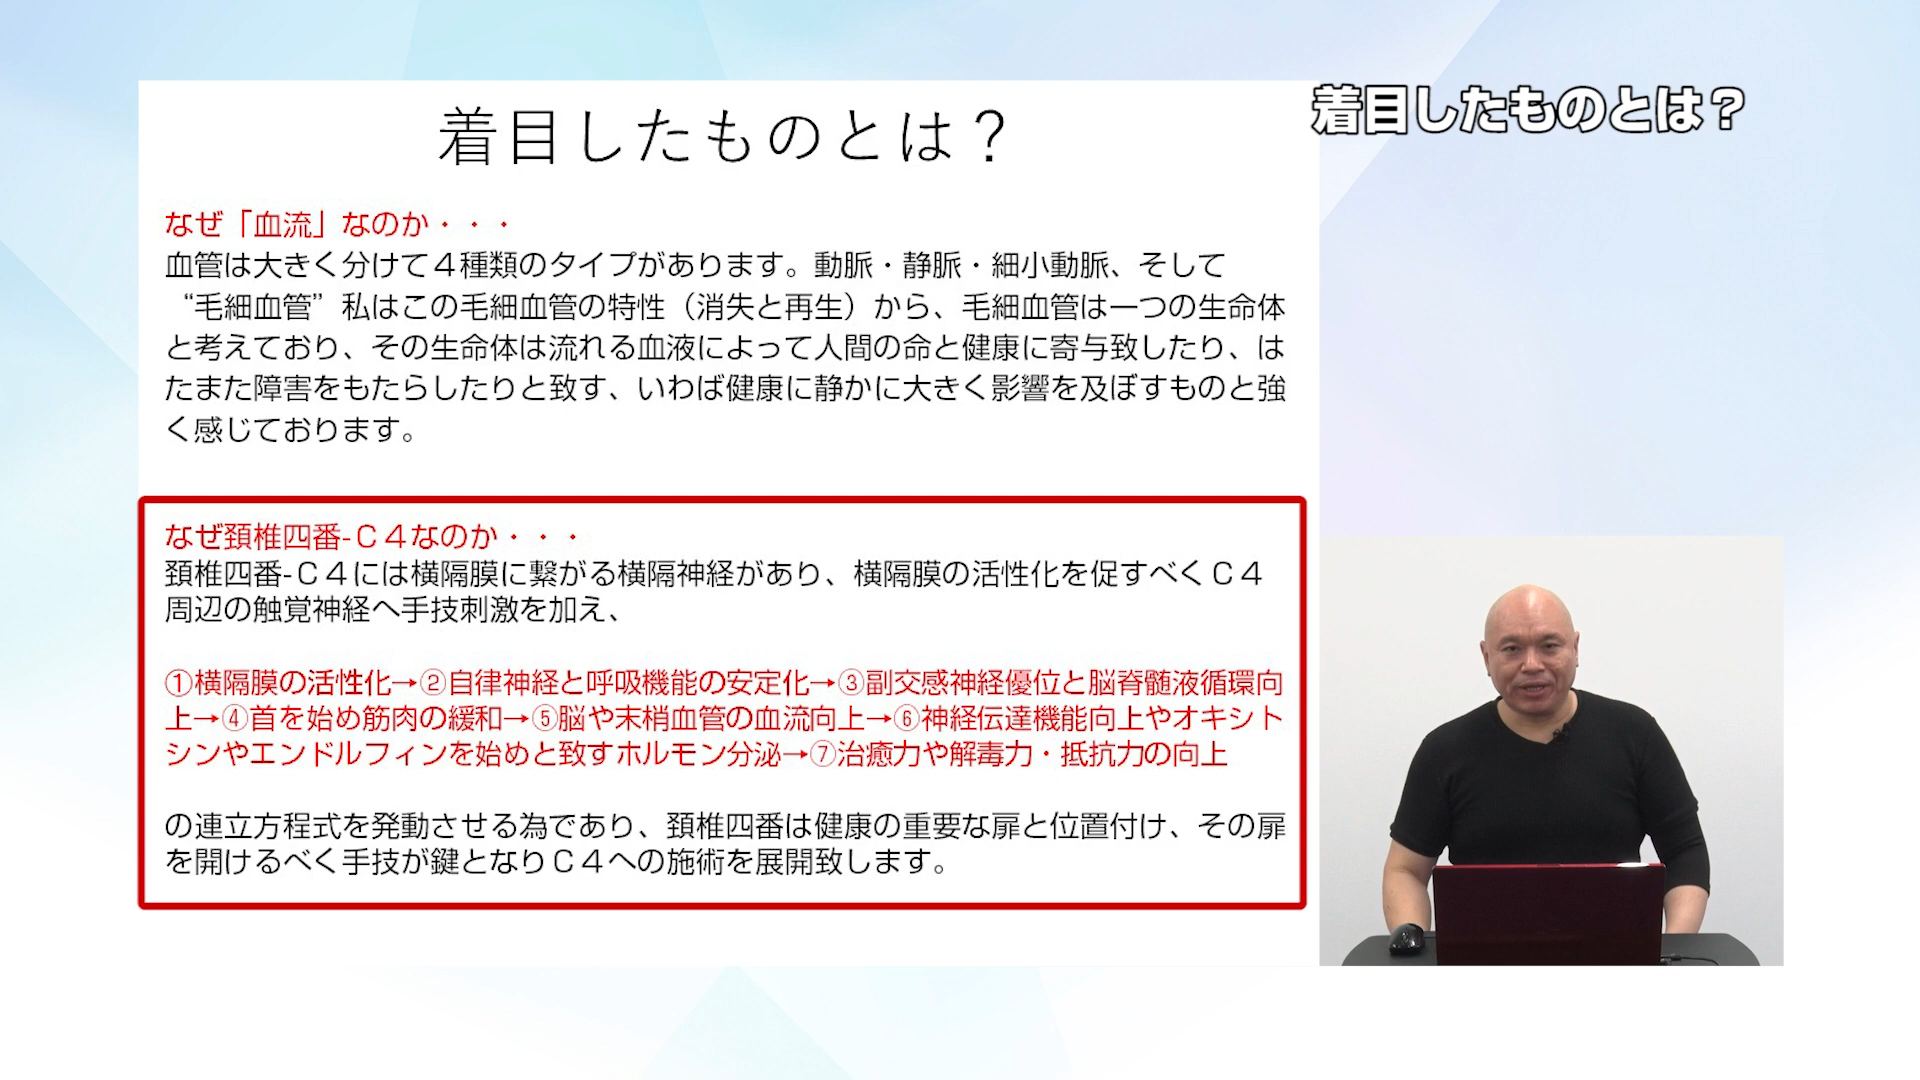 着目したものとは？
着目したものとは？
なぜ「血流」なのか・・・
血管は大きく分けて４種類のタイプがあります。動脈・静脈・細小動脈、そして
“毛細血管”私はこの毛細血管の特性（消失と再生）から、毛細血管は一つの生命体
と考えており、その生命体は流れる血液によって人間の命と健康に寄与致したり、は
たまた障害をもたらしたりと致す、いわば健康に静かに大きく影響を及ぼすものと強
く感じております。
なぜ頚椎四番-Ｃ４なのか・・・
頚椎四番-Ｃ４には横隔膜に繋がる横隔神経があり、横隔膜の活性化を促すべくＣ４
周辺の触覚神経へ手技刺激を加え、
①横隔膜の活性化→②自律神経と呼吸機能の安定化→③副交感神経優位と脳脊髄液循環向
上→④首を始め筋肉の緩和→⑤脳や末梢血管の血流向上→⑥神経伝達機能向上やオキシト
シンやエンドルフィンを始めと致すホルモン分泌→⑦治癒力や解毒力・抵抗力の向上
の連立方程式を発動させる為であり、頚椎四番は健康の重要な扉と位置付け、その扉
を開けるべく手技が鍵となりＣ４への施術を展開致します。